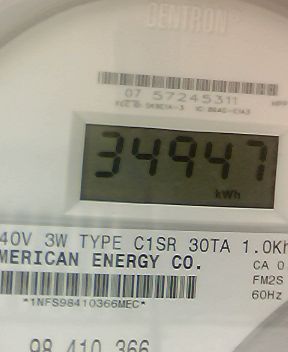 CENTRON
07 57245311
34947
kWh
40V 3W TYPE C1SR 30TA 1.0Kh
MERICAN ENERGY CO.
CA 0
FM2S
60Hz
*1NFS98410366MEC*
98 410 366